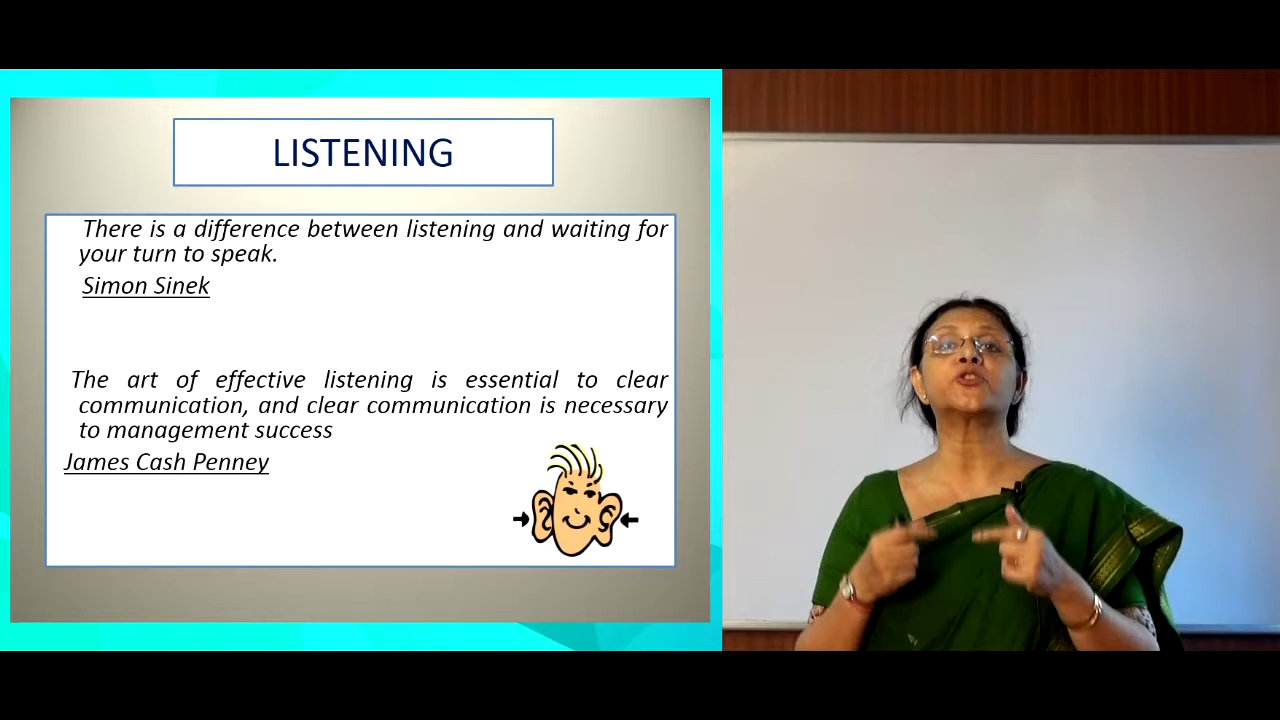 LISTENING
There is a difference between listening and waiting for
your turn to speak.
Simon Sinek
The art of effective listening is essential to clear
communication, and clear communication is necessary
to management success
James Cash Penney